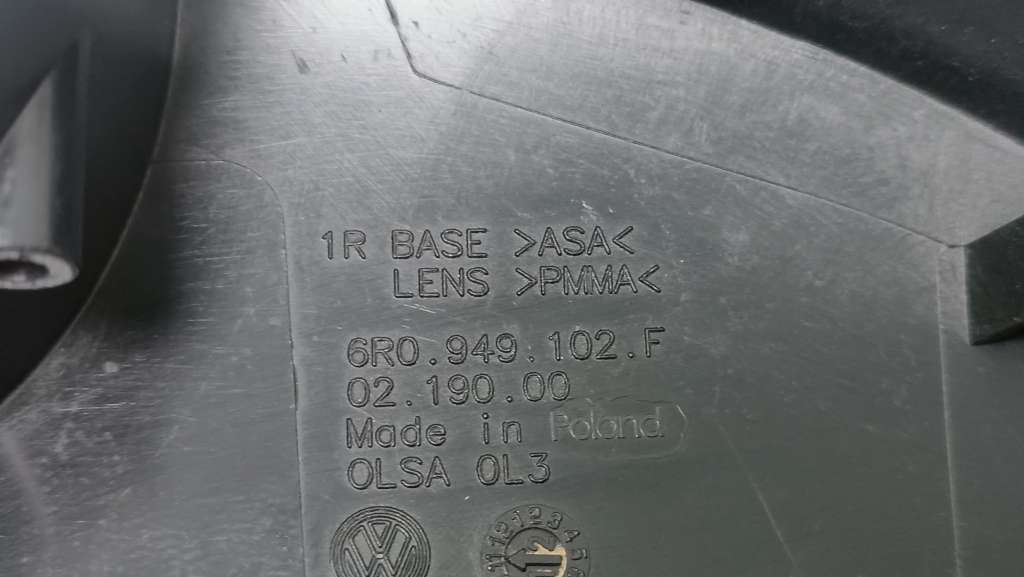 1R BASE >ASA<
LENS >PMMA<
6R0.949.102.F
02.190.00
Made in Poland
OLSA OL3